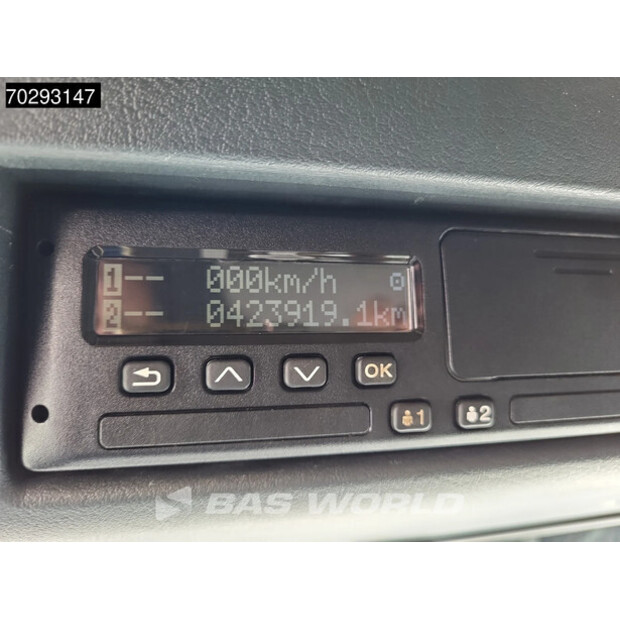 70293147
1-- 000km/h
2-- 0423919.1km
OK
1 2
BAS WORLD